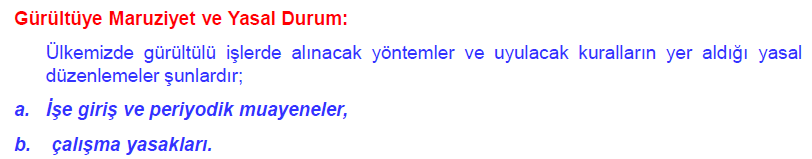 Gürültüye Maruziyet ve Yasal Durum:
Ülkemizde gürültülü işlerde alınacak yöntemler ve uyulacak kuralların yer aldığı yasal
düzenlemeler şunlardır;
a. İşe giriş ve periyodik muayeneler,
b. çalışma yasakları.